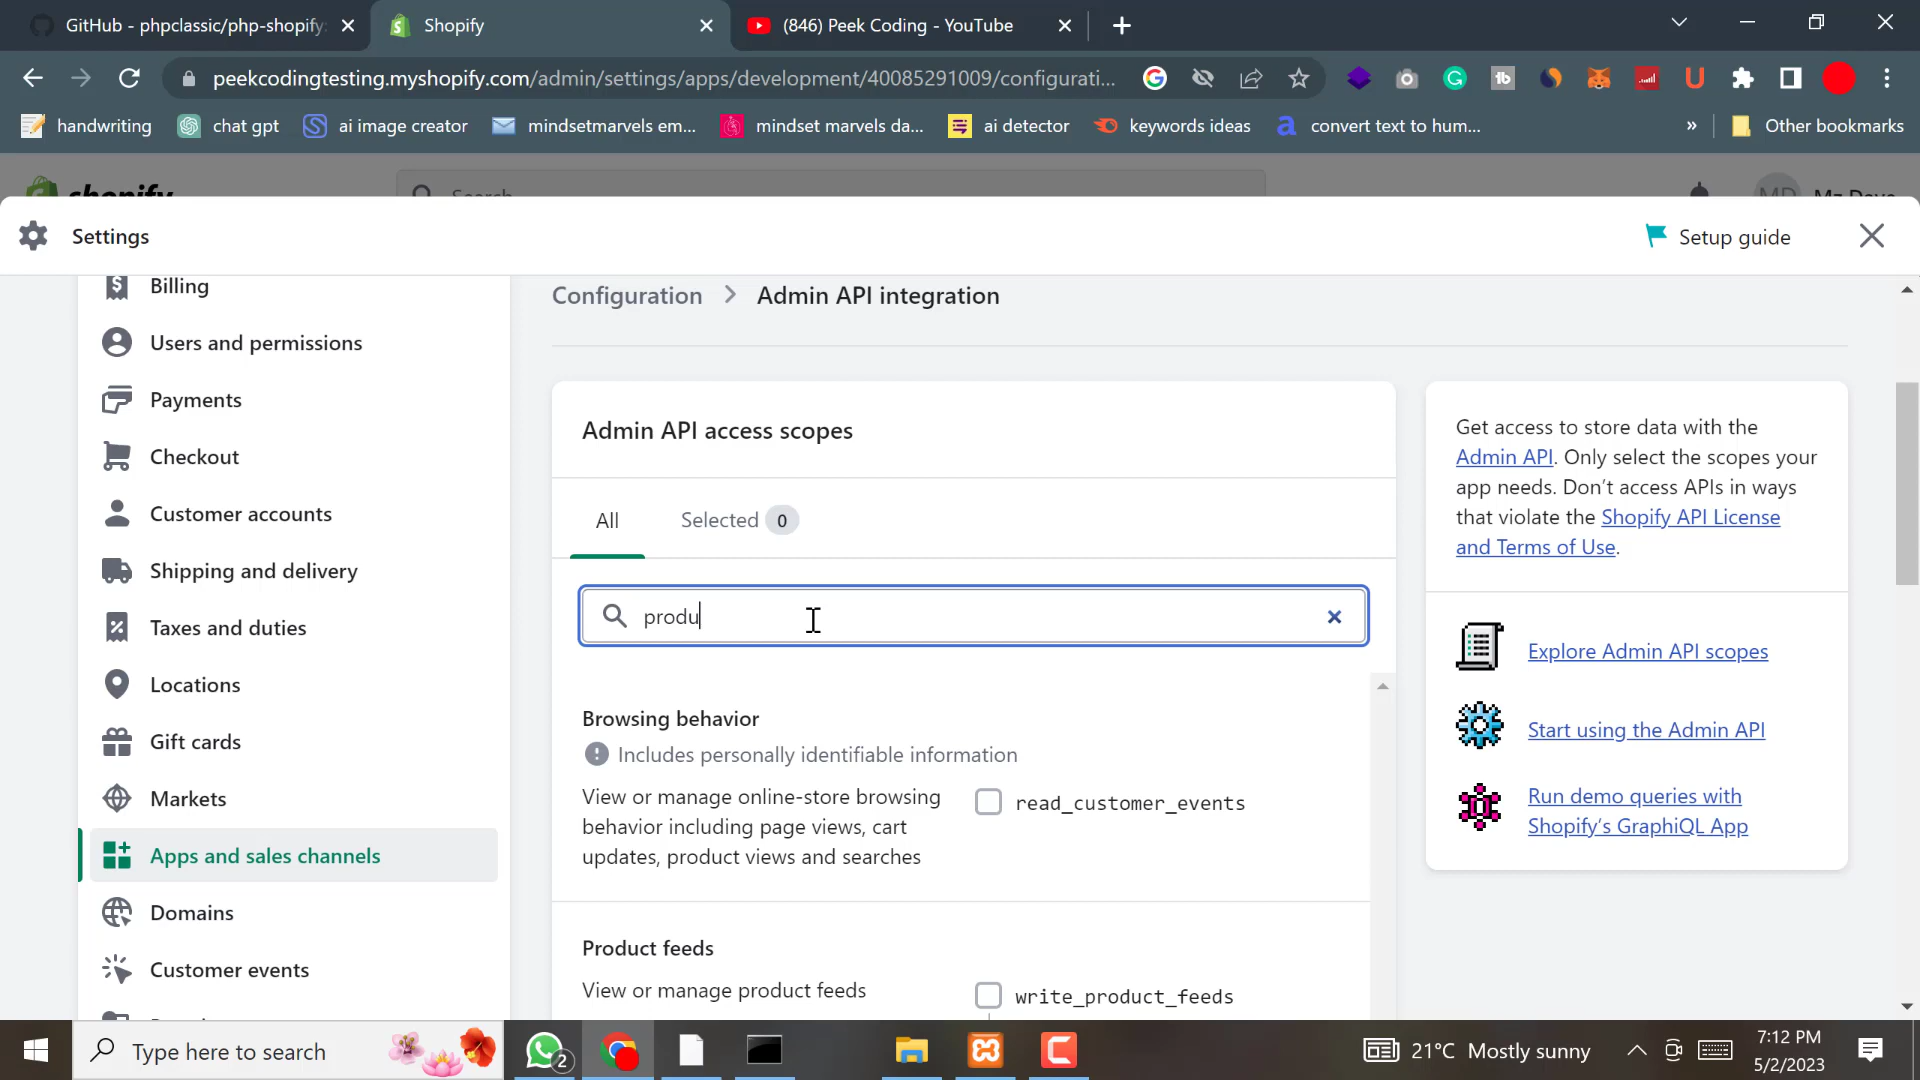 GitHub - phpclassic/php-shopify:
Shopify
(846) Peek Coding - YouTube
peekcodingtesting.myshopify.com/admin/settings/apps/development/40085291009/configurati...
handwriting
chat gpt
ai image creator
mindsetmarvels em...
mindset marvels da...
ai detector
keywords ideas
convert text to hum...
»
Other bookmarks
shopify
Search
MD
Mz Deve
Settings
Setup guide
Billing
Users and permissions
Payments
Checkout
Customer accounts
Shipping and delivery
Taxes and duties
Locations
Gift cards
Markets
Apps and sales channels
Domains
Customer events
Configuration > Admin API integration
Admin API access scopes
All
Selected 0
produ
Browsing behavior
Includes personally identifiable information
View or manage online-store browsing
behavior including page views, cart
updates, product views and searches
read_customer_events
Product feeds
View or manage product feeds
write_product_feeds
Get access to store data with the
Admin API. Only select the scopes your
app needs. Don't access APIs in ways
that violate the Shopify API License
and Terms of Use.
Explore Admin API scopes
Start using the Admin API
Run demo queries with
Shopify's GraphiQL App
Type here to search
2
21°C Mostly sunny
7:12 PM
5/2/2023